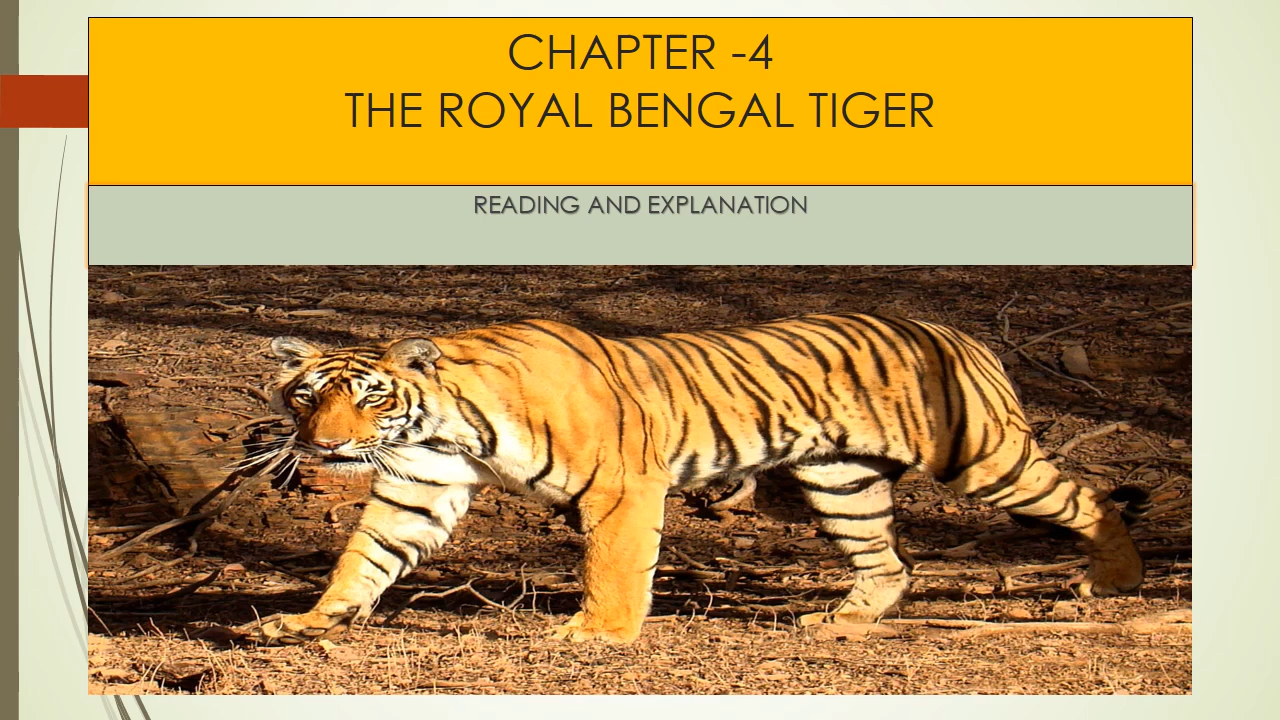 CHAPTER -4
THE ROYAL BENGAL TIGER
READING AND EXPLANATION